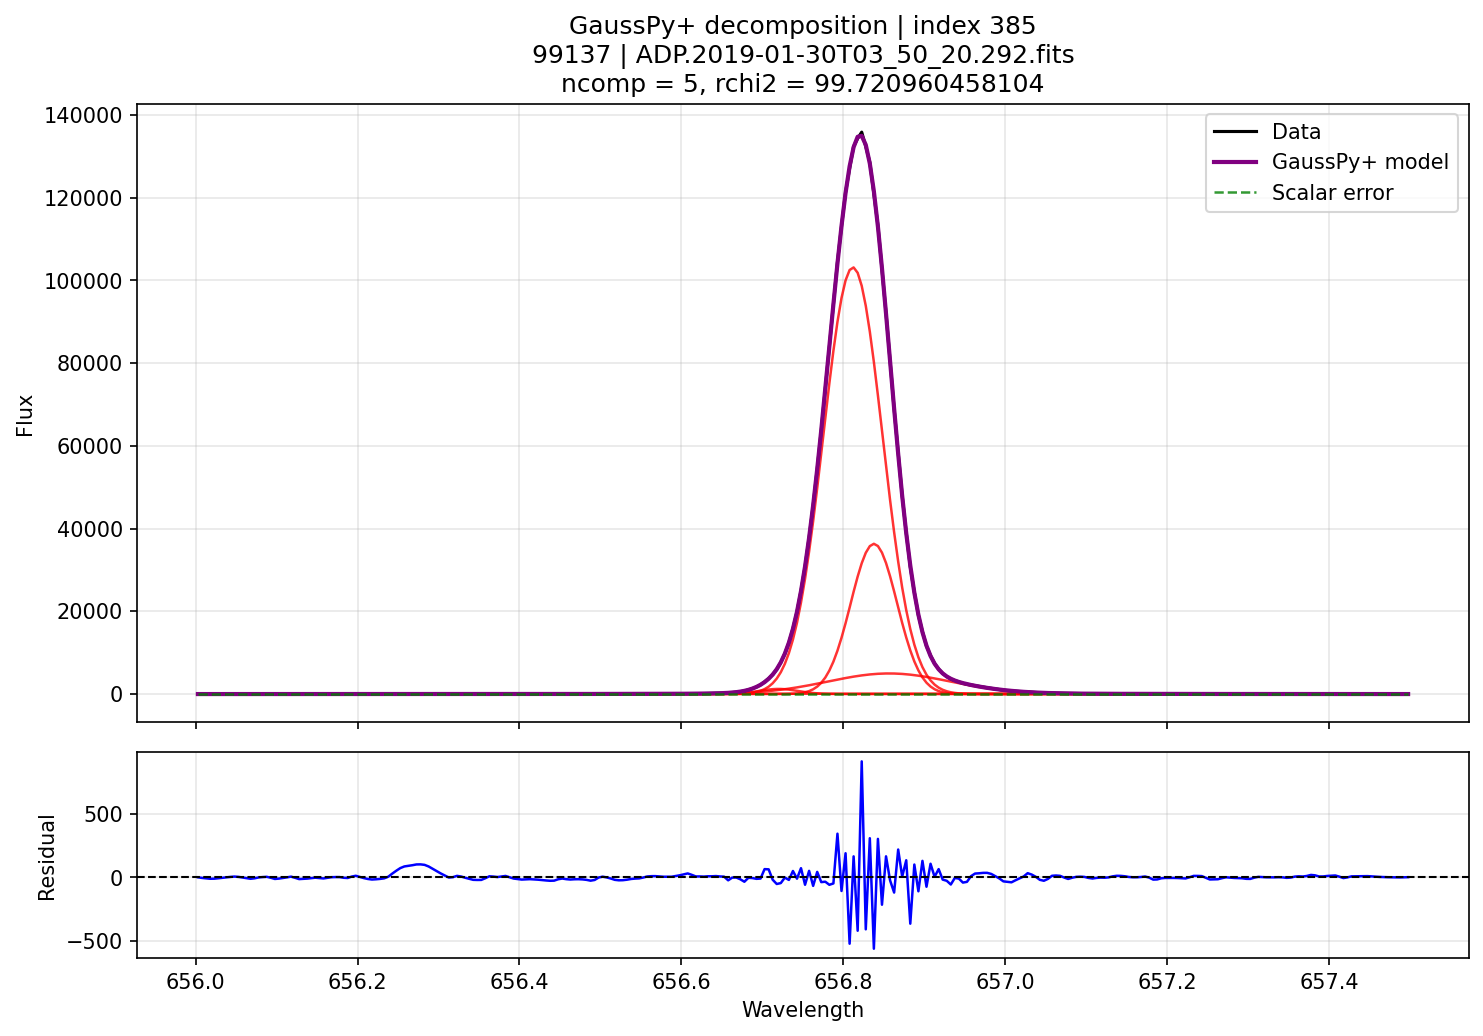 GaussPy+ decomposition | index 385
99137 | ADP.2019-01-30T03_50_20.292.fits
ncomp = 5, rchi2 = 99.720960458104
140000
120000
100000
80000
60000
40000
20000
0
Flux
Data
GaussPy+ model
Scalar error
500
0
−500
Residual
656.0
656.2
656.4
656.6
656.8
657.0
657.2
657.4
Wavelength